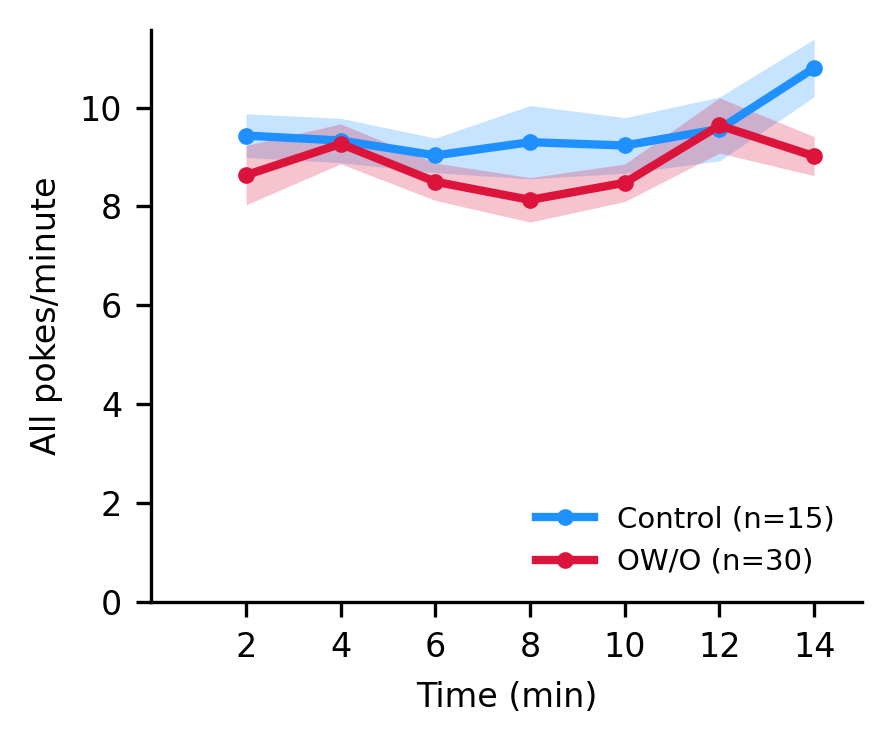 All pokes/minute
10
8
6
4
2
0
2 4 6 8 10 12 14
Time (min)
Control (n=15)
OW/O (n=30)